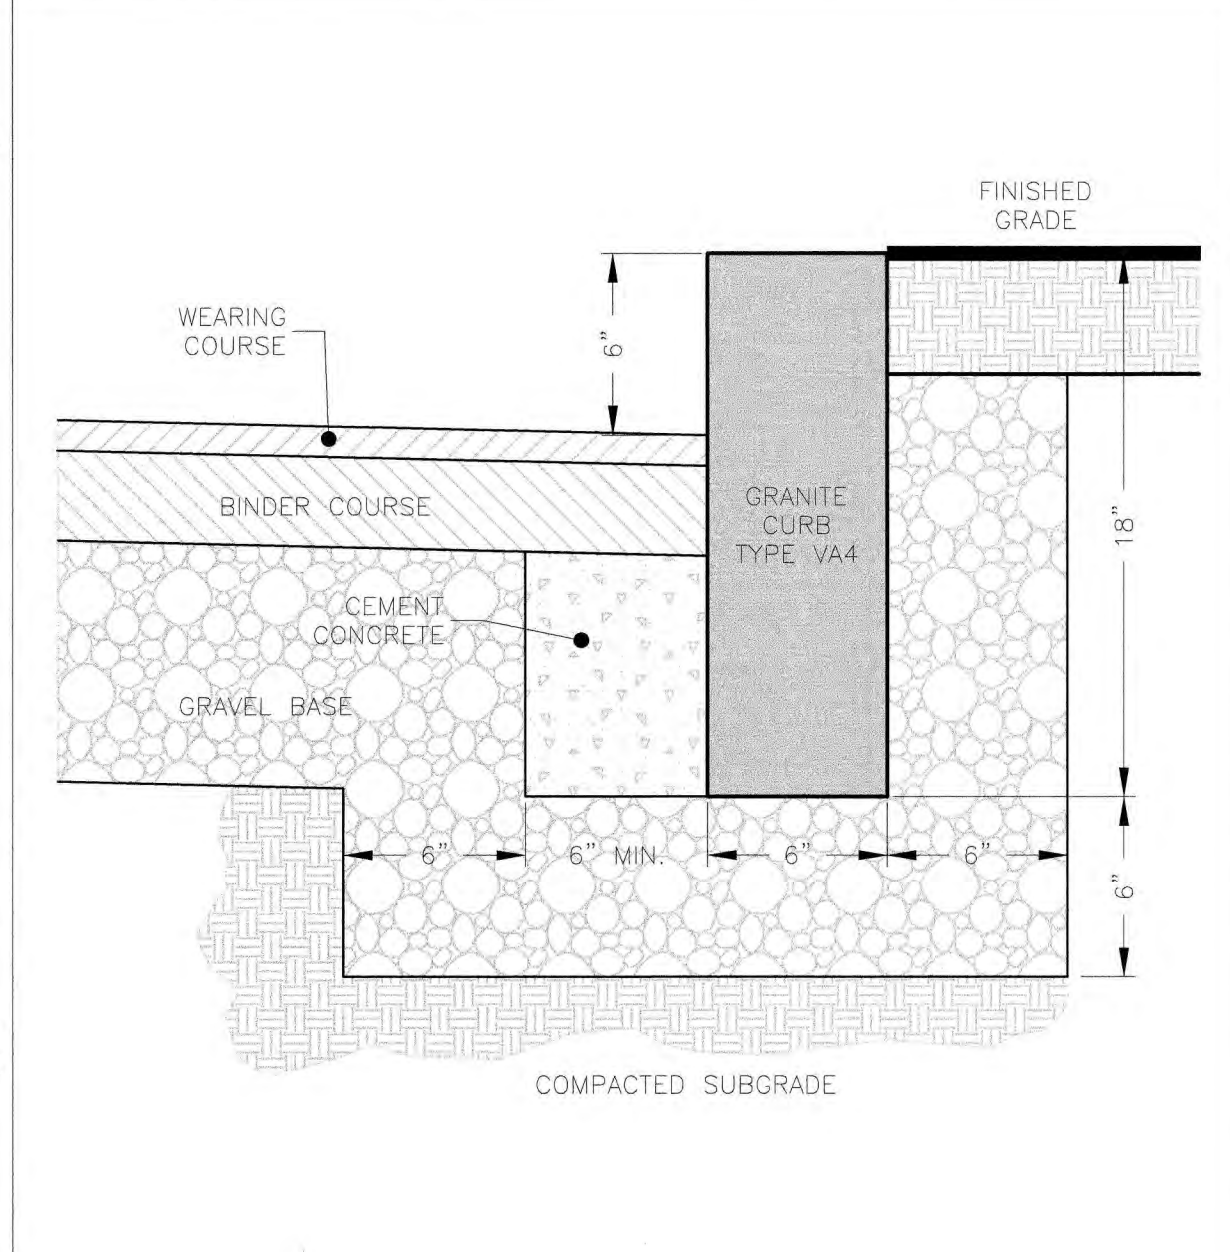 FINISHED
GRADE
WEARING
COURSE
6"
BINDER COURSE
GRANITE
CURB
TYPE VA4
18"
CEMENT
CONCRETE
GRAVEL BASE
6"
6" MIN.
6"
6"
6"
COMPACTED SUBGRADE